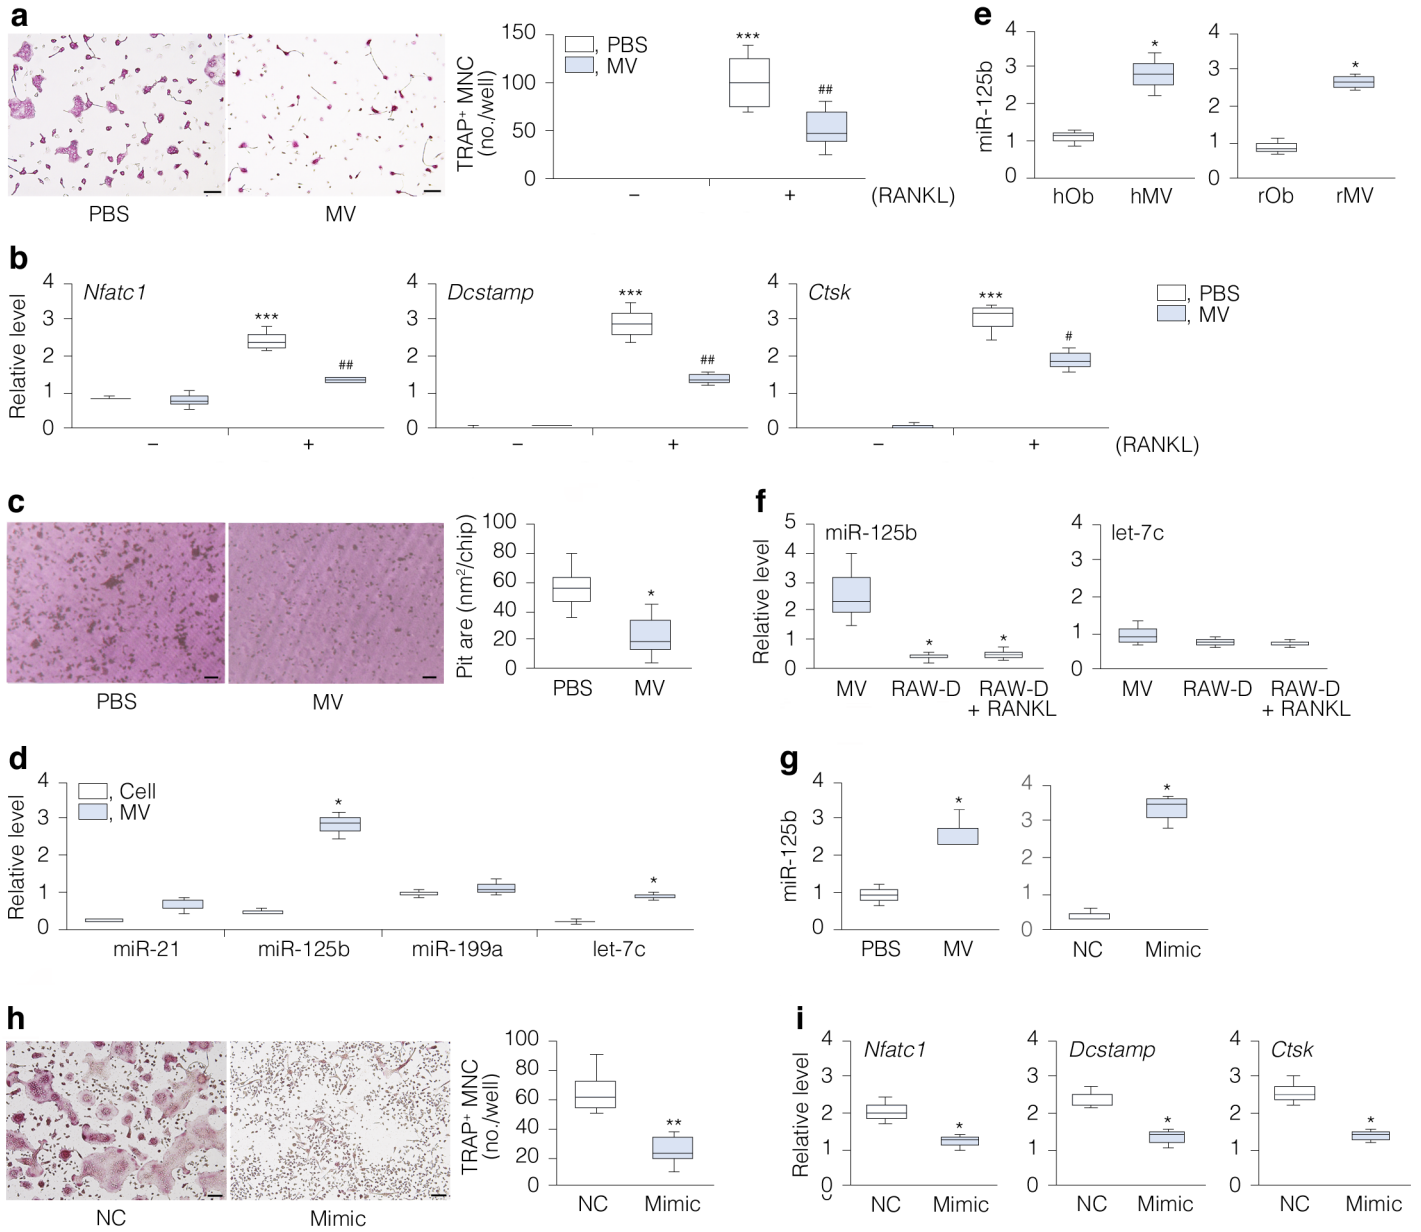 a
PBS
MV
TRAP+ MNC
(no./well)
150
100
50
0
, PBS
, MV
***
##
−
+
(RANKL)
e
miR-125b
4
3
2
1
0
*
hOb
hMV
4
3
2
1
0
*
rOb
rMV
b
Relative level
4
3
2
1
0
Nfatc1
***
##
−
+
4
3
2
1
0
Dcstamp
***
##
−
+
4
3
2
1
0
Ctsk
***
#
−
+
(RANKL)
, PBS
, MV
c
PBS
MV
Pit are (nm2/chip)
100
80
60
40
20
0
*
PBS
MV
f
Relative level
5
4
3
2
1
0
miR-125b
*
*
MV
RAW-D
RAW-D
+ RANKL
4
3
2
1
0
let-7c
MV
RAW-D
RAW-D
+ RANKL
d
Relative level
4
3
2
1
0
, Cell
, MV
*
*
miR-21
miR-125b
miR-199a
let-7c
g
miR-125b
4
3
2
1
0
*
PBS
MV
4
3
2
1
0
*
NC
Mimic
h
NC
Mimic
TRAP+ MNC
(no./well)
100
80
60
40
20
0
**
NC
Mimic
i
Relative level
4
3
2
1
0
Nfatc1
*
NC
Mimic
4
3
2
1
0
Dcstamp
*
NC
Mimic
4
3
2
1
0
Ctsk
*
NC
Mimic